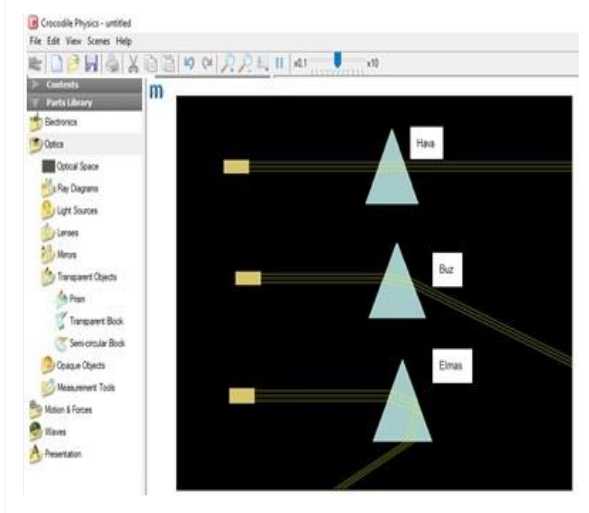 Crocodile Physics - untitled
File Edit View Scenes Help
x0.1 x10
Contents
Parts Library
Electronics
Optics
Optical Space
Ray Diagrams
Light Sources
Lenses
Mirrors
Transparent Objects
Prism
Transparent Block
Semi-circular Block
Opaque Objects
Measurement Tools
Motion & Forces
Waves
Presentation
m
Hava
Buz
Elmas